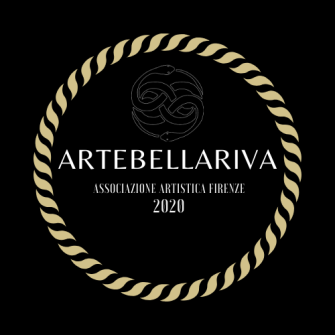 ARTEBELLARIVA
ASSOCIAZIONE ARTISTICA FIRENZE
2020